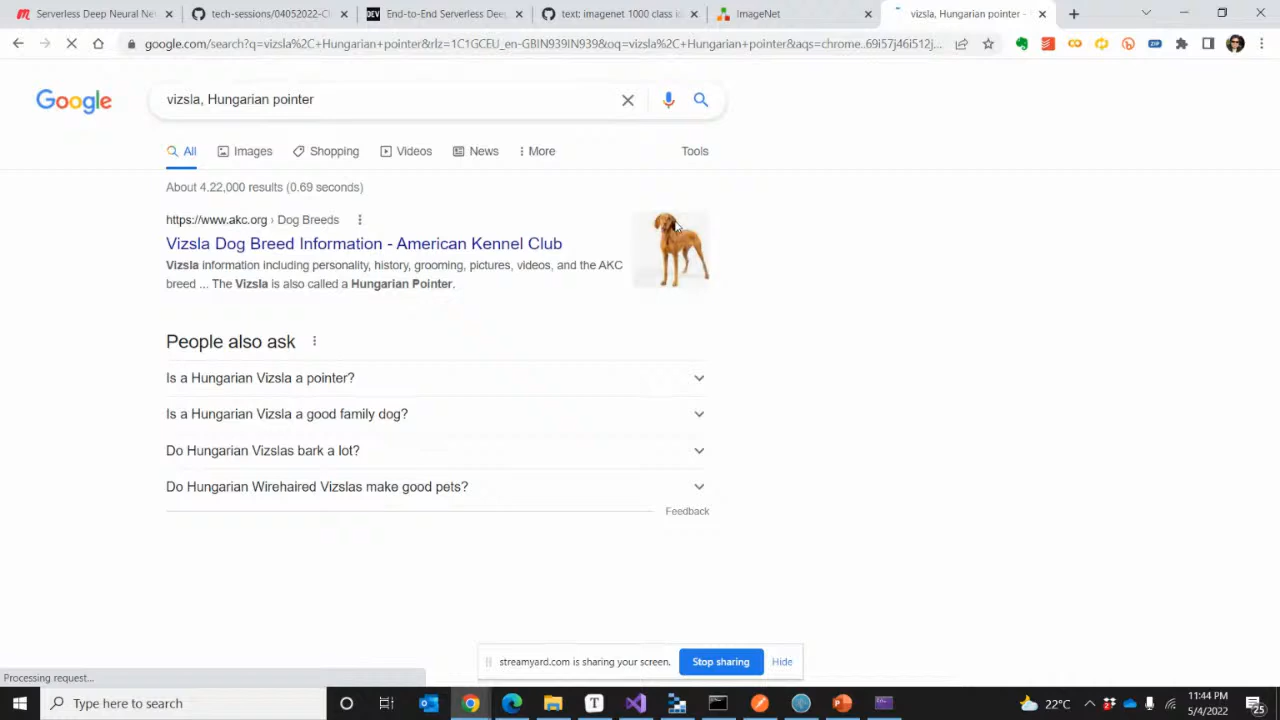 Serverless Deep Neural Net
tech-sessions/04052022-C
End-to-End Serverless Dee
text: imagenet 1000 class i
ImageNet
vizsla, Hungarian pointer -
google.com/search?q=vizsla%2C+Hungarian+pointer&rlz=1C1GCEU_en-GBIN939IN939&oq=vizsla%2C+Hungarian+pointer&aqs=chrome..69i57j46i512j...
Google
vizsla, Hungarian pointer
All
Images
Shopping
Videos
News
More
Tools
About 4,22,000 results (0.69 seconds)
https://www.akc.org › Dog Breeds
Vizsla Dog Breed Information - American Kennel Club
Vizsla information including personality, history, grooming, pictures, videos, and the AKC
breed ... The Vizsla is also called a Hungarian Pointer.
People also ask
Is a Hungarian Vizsla a pointer?
Is a Hungarian Vizsla a good family dog?
Do Hungarian Vizslas bark a lot?
Do Hungarian Wirehaired Vizslas make good pets?
Feedback
streamyard.com is sharing your screen.
Stop sharing
Hide
Processing request...
Type here to search
22°C
11:44 PM
5/4/2022
25